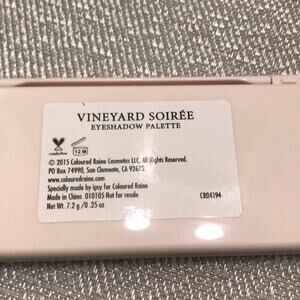 VINEYARD SOIRÉE
EYESHADOW PALETTE
12 M
© 2015 Coloured Raine Cosmetics LLC. All Rights Reserved.
PO Box 74990, San Clemente, CA 92673
www.colouredraine.com
Specially made by ipsy for Coloured Raine
Made in China 010105 Not for resale
Net Wt. 7.2 g / 0 .25 oz
CR04194